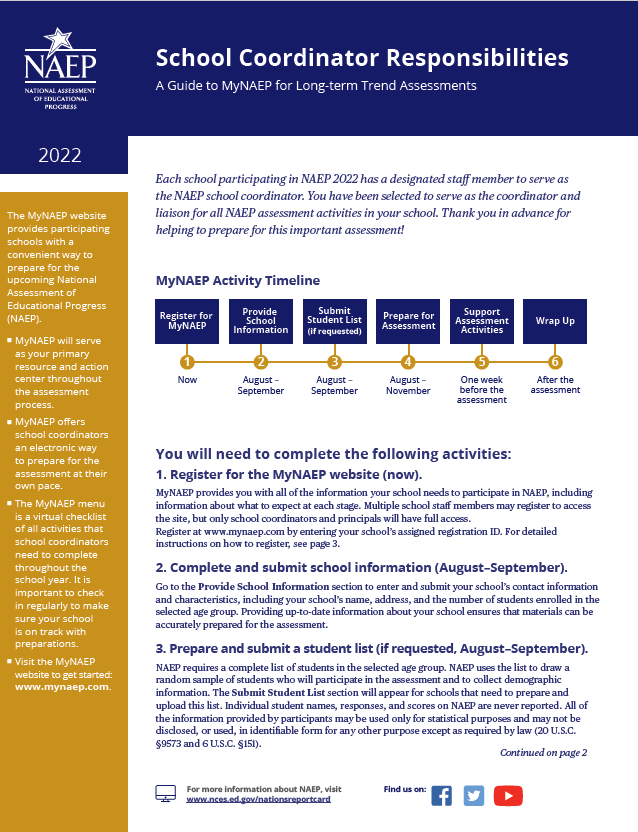 NAEP
NATIONAL ASSESSMENT
OF EDUCATIONAL
PROGRESS
School Coordinator Responsibilities
A Guide to MyNAEP for Long-term Trend Assessments
2022
The MyNAEP website
provides participating
schools with a
convenient way to
prepare for the
upcoming National
Assessment of
Educational Progress
(NAEP).
▪ MyNAEP will serve
as your primary
resource and action
center throughout
the assessment
process.
▪ MyNAEP offers
school coordinators
an electronic way
to prepare for the
assessment at their
own pace.
▪ The MyNAEP menu
is a virtual checklist
of all activities that
school coordinators
need to complete
throughout the
school year. It is
important to check
in regularly to make
sure your school
is on track with
preparations.
▪ Visit the MyNAEP
website to get started:
www.mynaep.com.
Each school participating in NAEP 2022 has a designated staff member to serve as
the NAEP school coordinator. You have been selected to serve as the coordinator and
liaison for all NAEP assessment activities in your school. Thank you in advance for
helping to prepare for this important assessment!
MyNAEP Activity Timeline
Register for
MyNAEP
1
Now
Provide
School
Information
2
August –
September
Submit
Student List
(if requested)
3
August –
September
Prepare for
Assessment
4
August –
November
Support
Assessment
Activities
5
One week
before the
assessment
Wrap Up
6
After the
assessment
You will need to complete the following activities:
1. Register for the MyNAEP website (now).
MyNAEP provides you with all of the information your school needs to participate in NAEP, including
information about what to expect at each stage. Multiple school staff members may register to access
the site, but only school coordinators and principals will have full access.
Register at www.mynaep.com by entering your school's assigned registration ID. For detailed
instructions on how to register, see page 3.
2. Complete and submit school information (August–September).
Go to the Provide School Information section to enter and submit your school's contact information
and characteristics, including your school's name, address, and the number of students enrolled in the
selected age group. Providing up-to-date information about your school ensures that materials can be
accurately prepared for the assessment.
3. Prepare and submit a student list (if requested, August–September).
NAEP requires a complete list of students in the selected age group. NAEP uses the list to draw a
random sample of students who will participate in the assessment and to collect demographic
information. The Submit Student List section will appear for schools that need to prepare and
upload this list. Individual student names, responses, and scores on NAEP are never reported. All of
the information provided by participants may be used only for statistical purposes and may not be
disclosed, or used, in identifiable form for any other purpose except as required by law (20 U.S.C.
§9573 and 6 U.S.C. §151).
Continued on page 2
For more information about NAEP, visit
www.nces.ed.gov/nationsreportcard
Find us on: